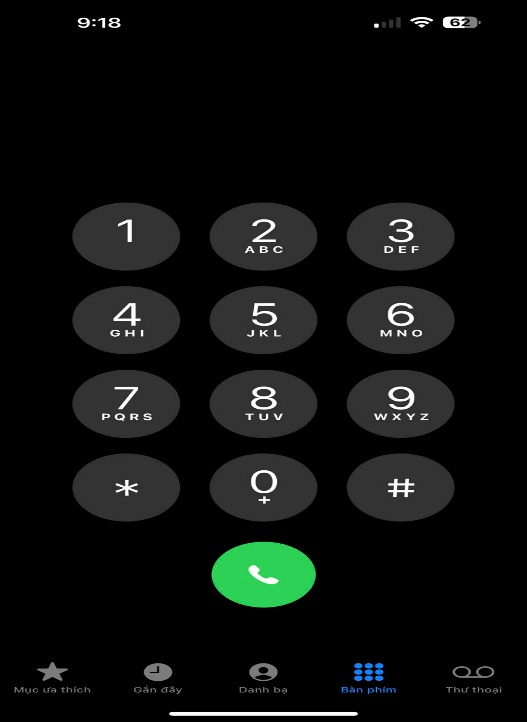 9:18
62
1
2
ABC
3
DEF
4
GHI
5
JKL
6
MNO
7
PQRS
8
TUV
9
WXYZ
*
0
+
#
Mục ưa thích
Gần đây
Danh bạ
Bàn phím
Thư thoại